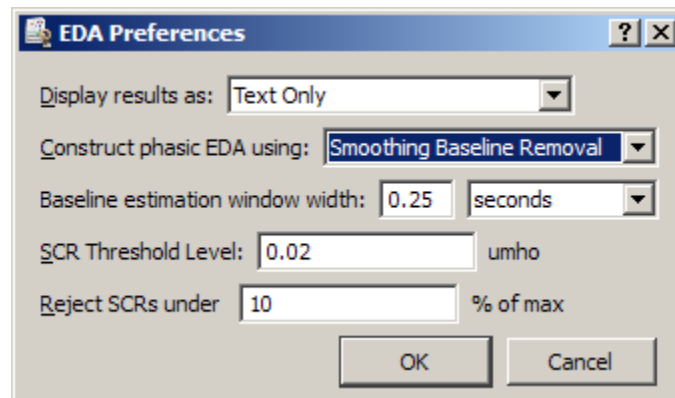 EDA Preferences
Display results as: Text Only
Construct phasic EDA using: Smoothing Baseline Removal
Baseline estimation window width: 0.25 seconds
SCR Threshold Level: 0.02 umho
Reject SCRs under 10 % of max
OK Cancel